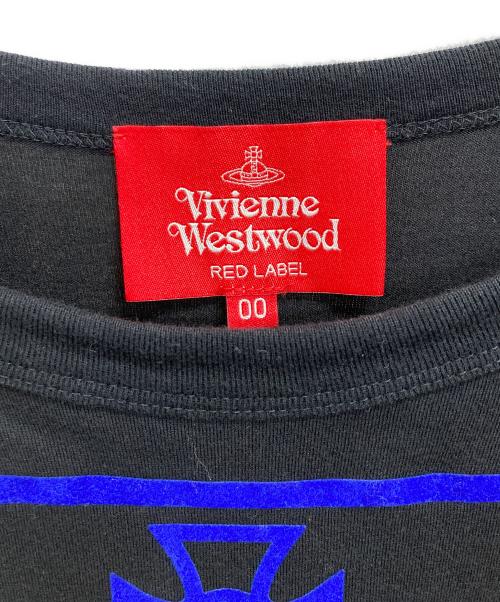 Vivienne
Westwood
RED LABEL
00